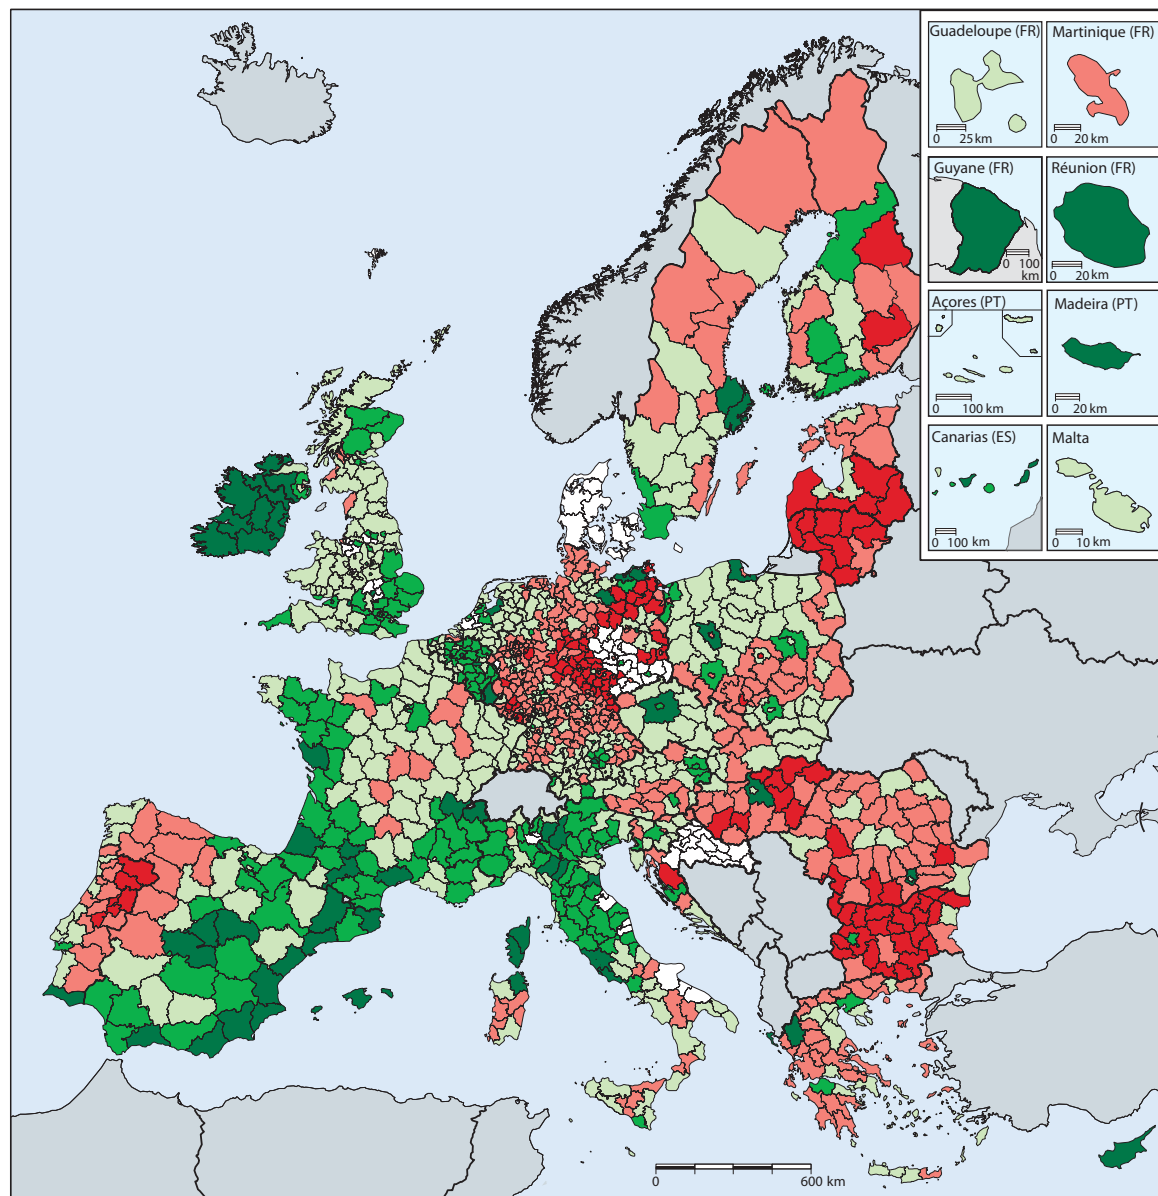 Guadeloupe (FR)
Martinique (FR)
0 25 km
0 20 km
Guyane (FR)
Réunion (FR)
0 100
km
0 20 km
Açores (PT)
Madeira (PT)
0 100 km
0 20 km
Canarias (ES)
Malta
0 100 km
0 10 km
0 600 km